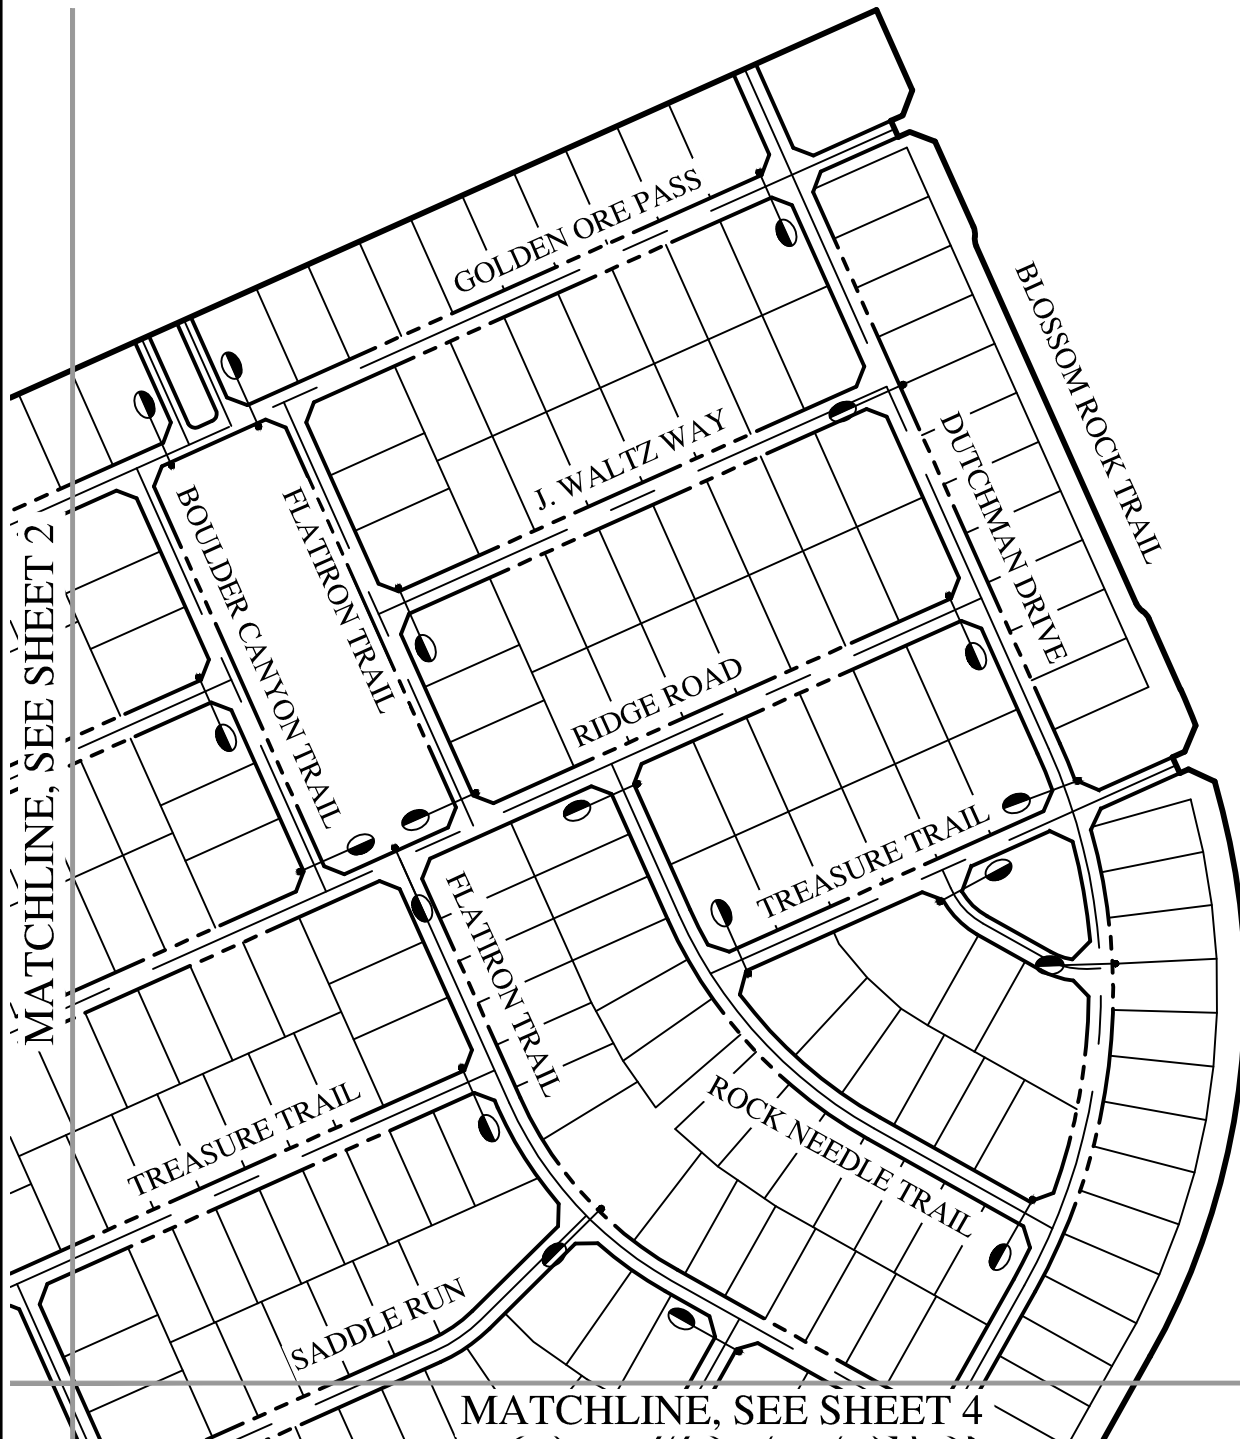 GOLDEN ORE PASS
BLOSSOM ROCK TRAIL
J. WALTZ WAY
DUTCHMAN DRIVE
BOULDER CANYON TRAIL
FLATIRON TRAIL
MATCHLINE, SEE SHEET 2
RIDGE ROAD
TREASURE TRAIL
FLATIRON TRAIL
TREASURE TRAIL
ROCK NEEDLE TRAIL
SADDLE RUN
MATCHLINE, SEE SHEET 4